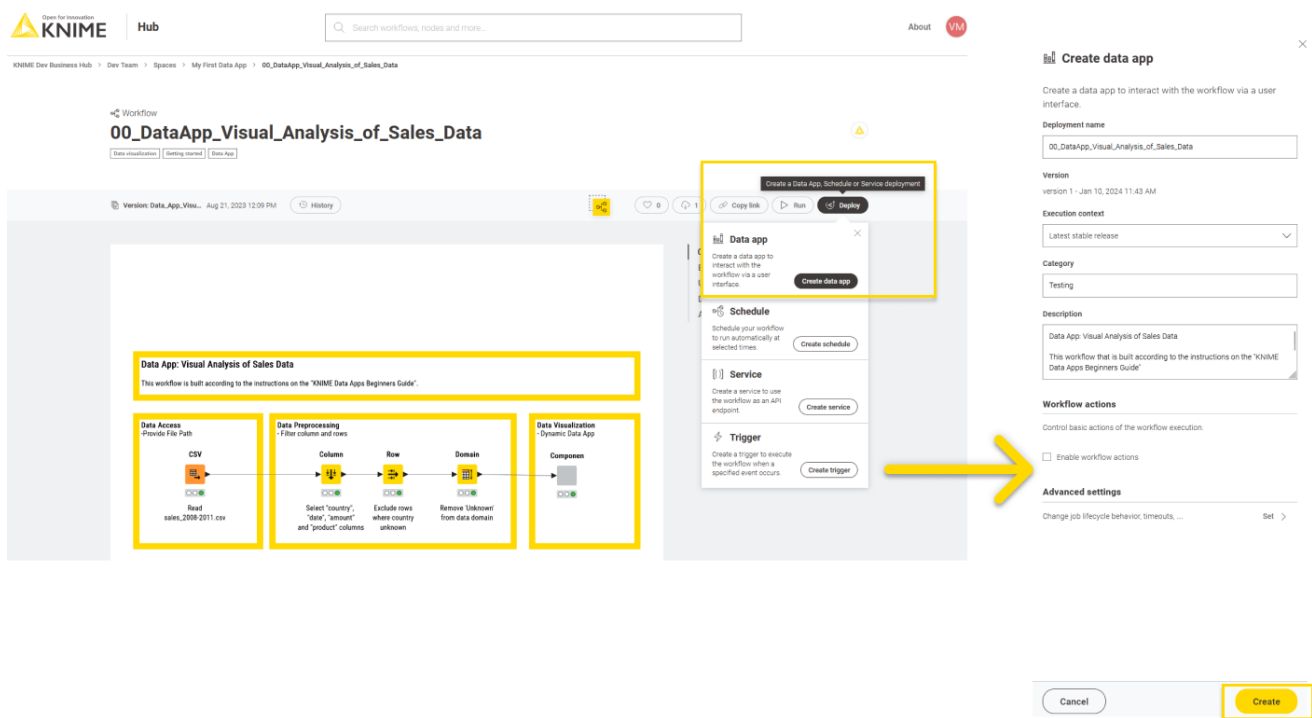 Open for Innovation
KNIME
Hub
Search workflows, nodes and more...
About
VM
KNIME Dev Business Hub > Dev Team > Spaces > My First Data App > 00_DataApp_Visual_Analysis_of_Sales_Data
Workflow
00_DataApp_Visual_Analysis_of_Sales_Data
Data visualization Getting started Data App
Create a Data App, Schedule or Service deployment
Version: Data_App_Visu... Aug 21, 2023 12:09 PM
History
0
1
Copy link
Run
Deploy
Data app
Create a data app to
interact with the
workflow via a user
interface.
Create data app
Schedule
Schedule your workflow
to run automatically at
selected times.
Create schedule
Service
Create a service to use
the workflow as an API
endpoint.
Create service
Trigger
Create a trigger to execute
the workflow when a
specified event occurs.
Create trigger
Data App: Visual Analysis of Sales Data
This workflow is built according to the instructions on the "KNIME Data Apps Beginners Guide".
Data Access
-Provide File Path
CSV
Read
sales_2008-2011.csv
Data Preprocessing
- Filter column and rows
Column
Select "country",
"date", "amount"
and "product" columns
Row
Exclude rows
where country
unknown
Domain
Remove 'Unknown'
from data domain
Data Visualization
- Dynamic Data App
Componen
Create data app
Create a data app to interact with the workflow via a user
interface.
Deployment name
00_DataApp_Visual_Analysis_of_Sales_Data
Version
version 1 - Jan 10, 2024 11:43 AM
Execution context
Latest stable release
Category
Testing
Description
Data App: Visual Analysis of Sales Data
This workflow that is built according to the instructions on the "KNIME
Data Apps Beginners Guide"
Workflow actions
Control basic actions of the workflow execution.
Enable workflow actions
Advanced settings
Change job lifecycle behavior, timeouts, ...
Set >
Cancel
Create